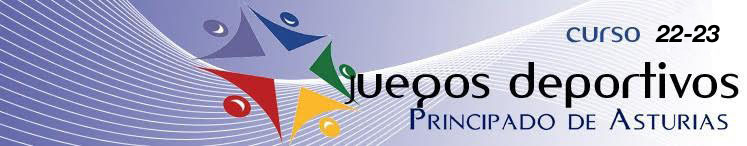 curso 22-23
juegos deportivos
PRINCIPADO DE ASTURIAS